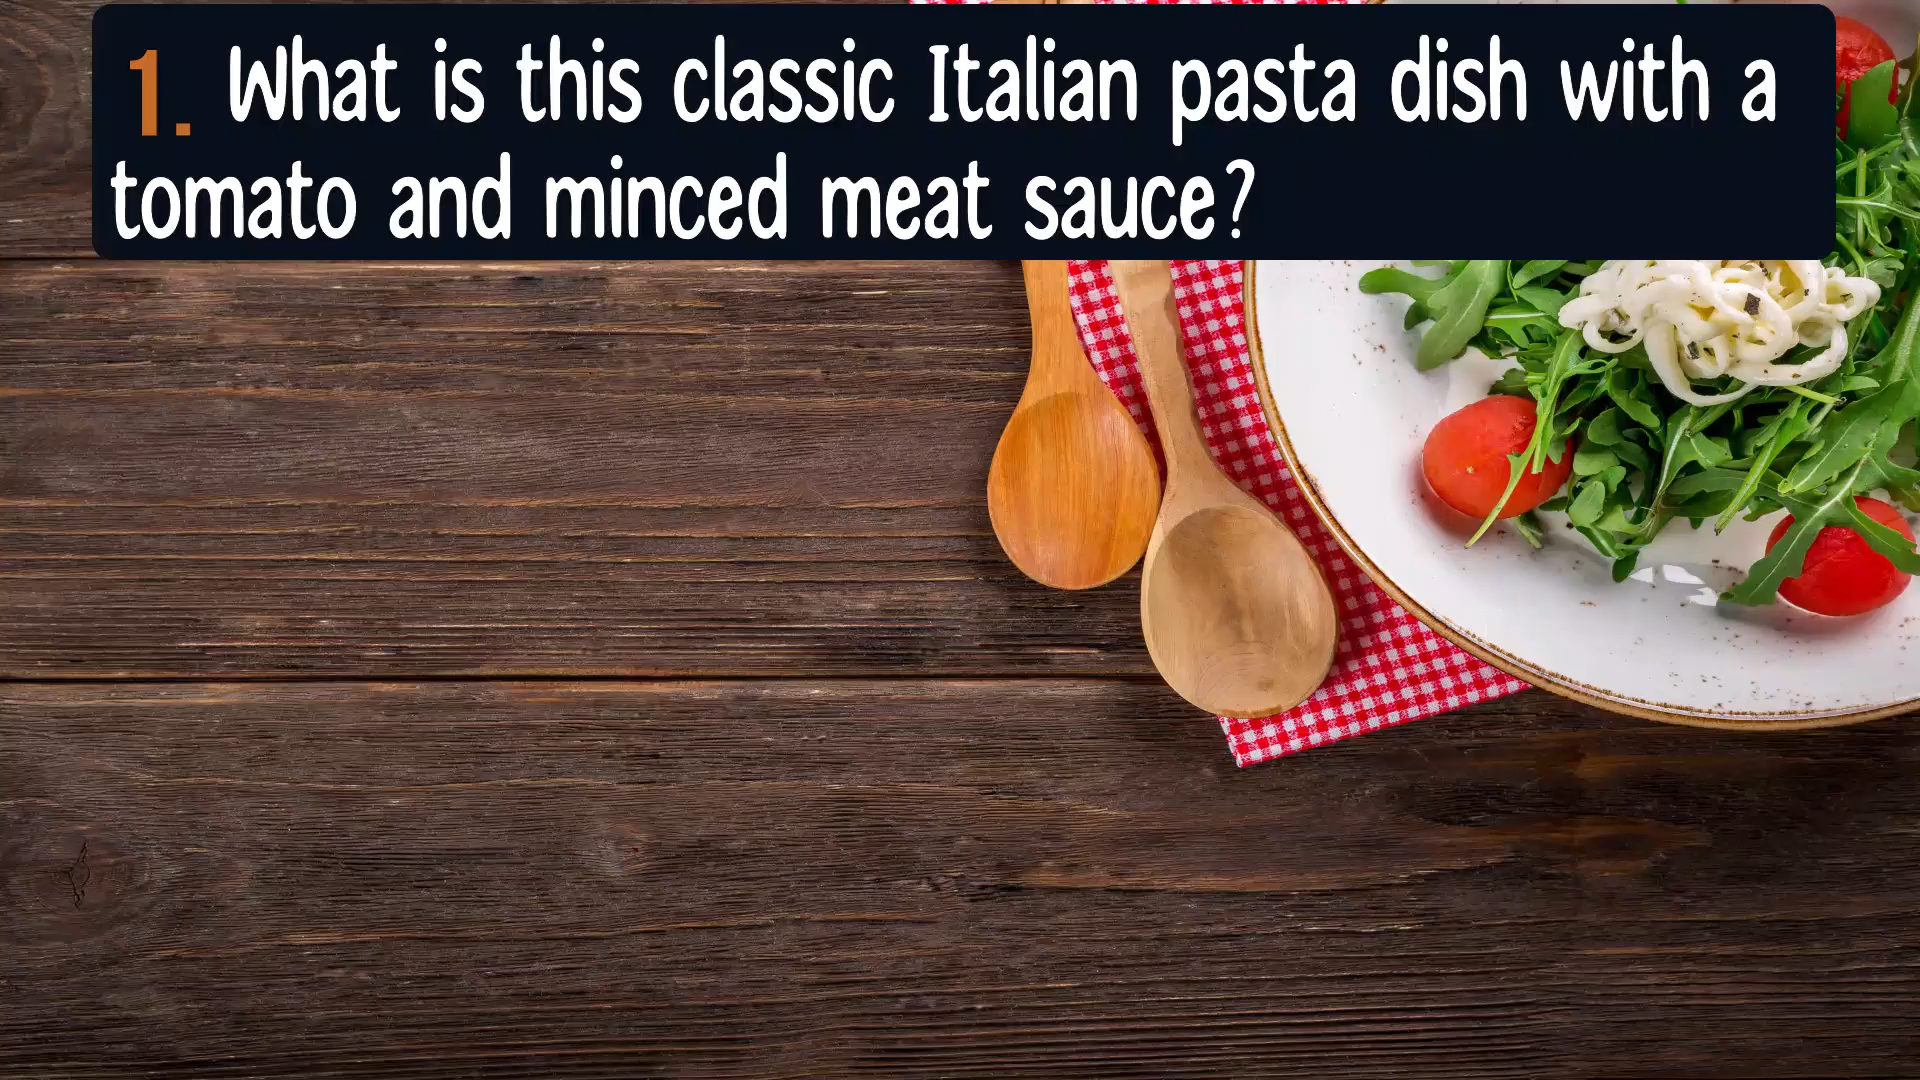 1. What is this classic Italian pasta dish with a
tomato and minced meat sauce?